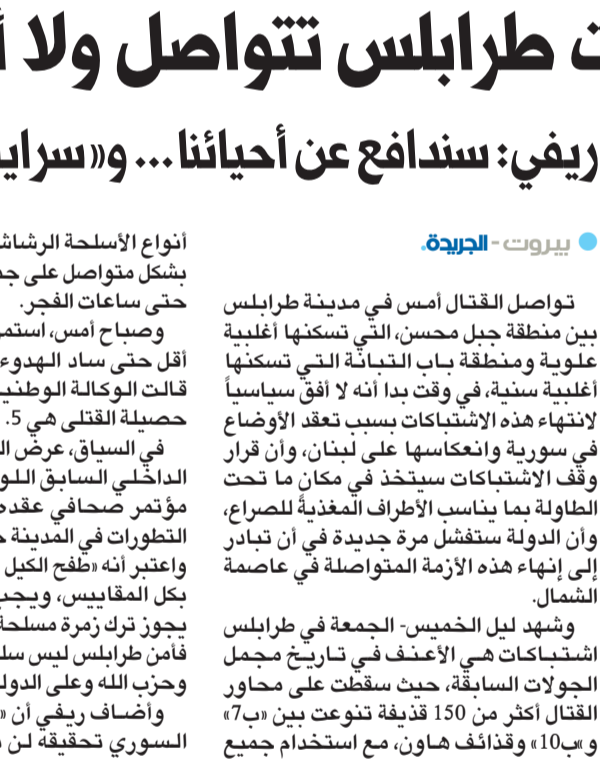 ت طرابلس تتواصل ولا أ
ريفي: سندافع عن أحيائنا... و«سراي
بيروت - الجريدة.
تواصل القتال أمس في مدينة طرابلس
بين منطقة جبل محسن، التي تسكنها أغلبية
علوية ومنطقة باب التبانة التي تسكنها
أغلبية سنية، في وقت بدا أنه لا أفق سياسياً
لانتهاء هذه الاشتباكات بسبب تعقد الأوضاع
في سورية وانعكاسها على لبنان، وأن قرار
وقف الاشتباكات سيتخذ في مكان ما تحت
الطاولة بما يناسب الأطراف المغذية للصراع،
وأن الدولة ستفشل مرة جديدة في أن تبادر
إلى إنهاء هذه الأزمة المتواصلة في عاصمة
الشمال.
وشهد ليل الخميس- الجمعة في طرابلس
اشتباكات هي الأعنف في تاريخ مجمل
الجولات السابقة، حيث سقطت على محاور
القتال أكثر من 150 قذيفة تنوعت بين «ب7»
و»ب10» وقذائف هاون، مع استخدام جميع
أنواع الأسلحة الرشاش
بشكل متواصل على جم
حتى ساعات الفجر.
وصباح أمس، استمر
أقل حتى ساد الهدوء
قالت الوكالة الوطني
حصيلة القتلى هي 5.
في السياق، عرض ال
الداخلي السابق اللو
مؤتمر صحافي عقده
التطورات في المدينة
واعتبر أنه «طفح الكيل
بكل المقاييس، ويجب
يجوز ترك زمرة مسلحة
فأمن طرابلس ليس سل
وحزب الله وعلى الدول
وأضاف ريفي أن «
السوري تحقيقه لن